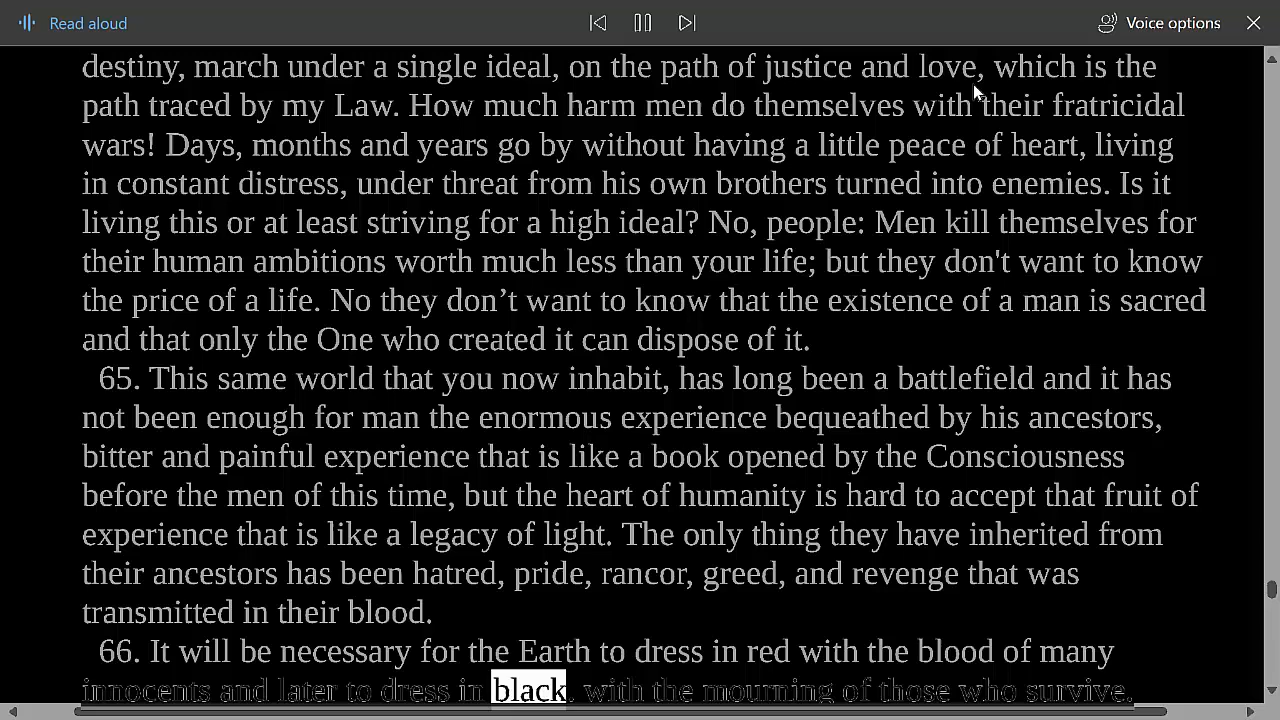 Read aloud
Voice options
destiny, march under a single ideal, on the path of justice and love, which is the
path traced by my Law. How much harm men do themselves with their fratricidal
wars! Days, months and years go by without having a little peace of heart, living
in constant distress, under threat from his own brothers turned into enemies. Is it
living this or at least striving for a high ideal? No, people: Men kill themselves for
their human ambitions worth much less than your life; but they don't want to know
the price of a life. No they don’t want to know that the existence of a man is sacred
and that only the One who created it can dispose of it.
65. This same world that you now inhabit, has long been a battlefield and it has
not been enough for man the enormous experience bequeathed by his ancestors,
bitter and painful experience that is like a book opened by the Consciousness
before the men of this time, but the heart of humanity is hard to accept that fruit of
experience that is like a legacy of light. The only thing they have inherited from
their ancestors has been hatred, pride, rancor, greed, and revenge that was
transmitted in their blood.
66. It will be necessary for the Earth to dress in red with the blood of many
innocents and later to dress in black, with the mourning of those who survive.